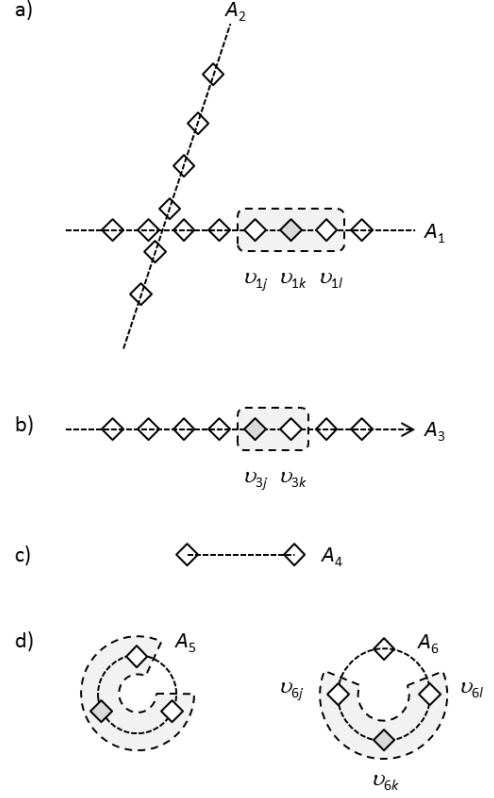 a)
A₂
A₁
υ₁ⱼ υ₁ₖ υ₁ₗ
b)
A₃
υ₃ⱼ υ₃ₖ
c)
A₄
d)
A₅
A₆
υ₆ⱼ
υ₆ₗ
υ₆ₖ